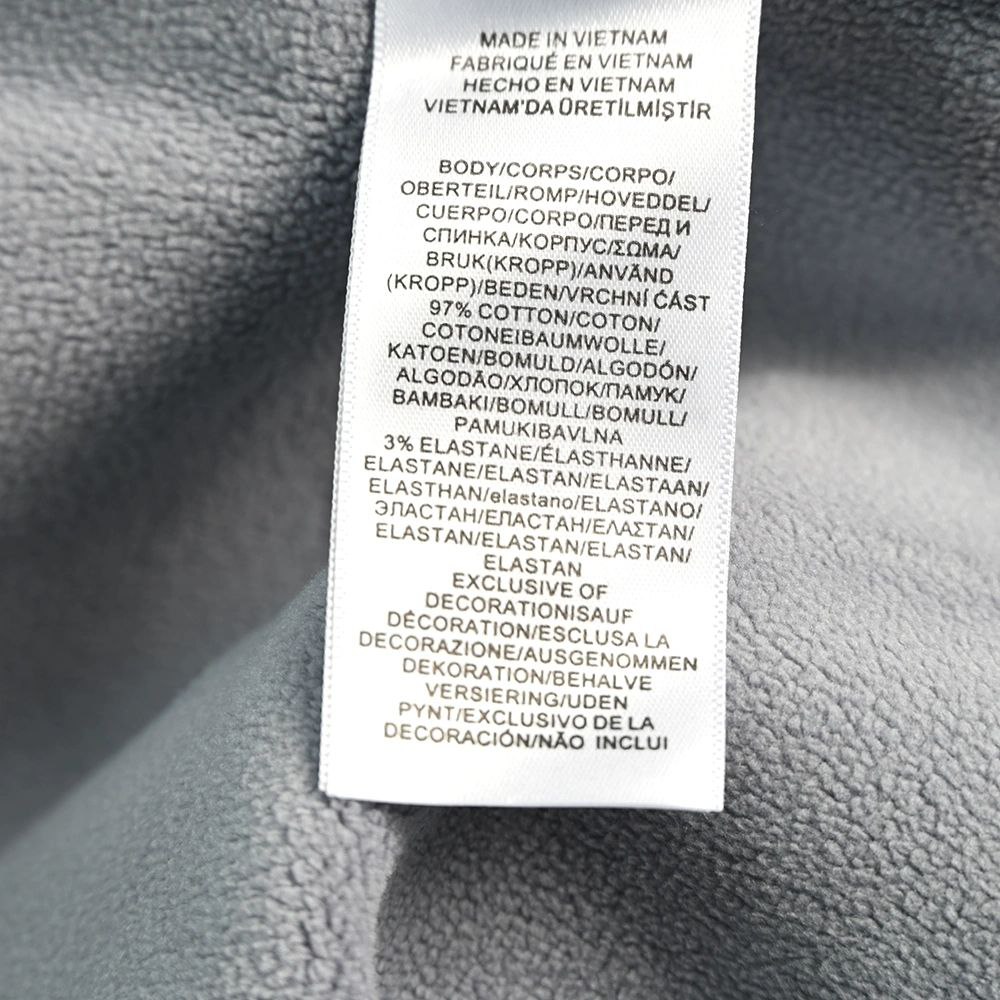 MADE IN VIETNAM
FABRIQUÉ EN VIETNAM
HECHO EN VIETNAM
VIETNAM'DA ÜRETİLMİŞTİR
BODY/CORPS/CORPO/
OBERTEIL/ROMP/HOVEDDEL/
CUERPO/CORPO/ПЕРЕД И
СПИНКА/КОРПУС/ΣΩMA/
BRUK(KROPP)/ANVÄND
(KROPP)/BEDEN/VRCHNÍ ČÁST
97% COTTON/COTON/
COTONEIBAUMWOLLE/
KATOEN/BOMULD/ALGODÓN/
ALGODÃO/ХЛОПОК/ПАМУК/
BAMBAKI/BOMULL/BOMULL/
PAMUKIBAVLNA
3% ELASTANE/ÉLASTHANNE/
ELASTANE/ELASTAN/ELASTAAN/
ELASTHAN/elastano/ELASTANO/
ЭЛАСТАН/ЕЛАСТАН/ΕΛΑΣΤΑΝ/
ELASTAN/ELASTAN/ELASTAN/
ELASTAN
EXCLUSIVE OF
DECORATIONISAUF
DÉCORATION/ESCLUSA LA
DECORAZIONE/AUSGENOMMEN
DEKORATION/BEHALVE
VERSIERING/UDEN
PYNT/EXCLUSIVO DE LA
DECORACIÓN/NÃO INCLUI